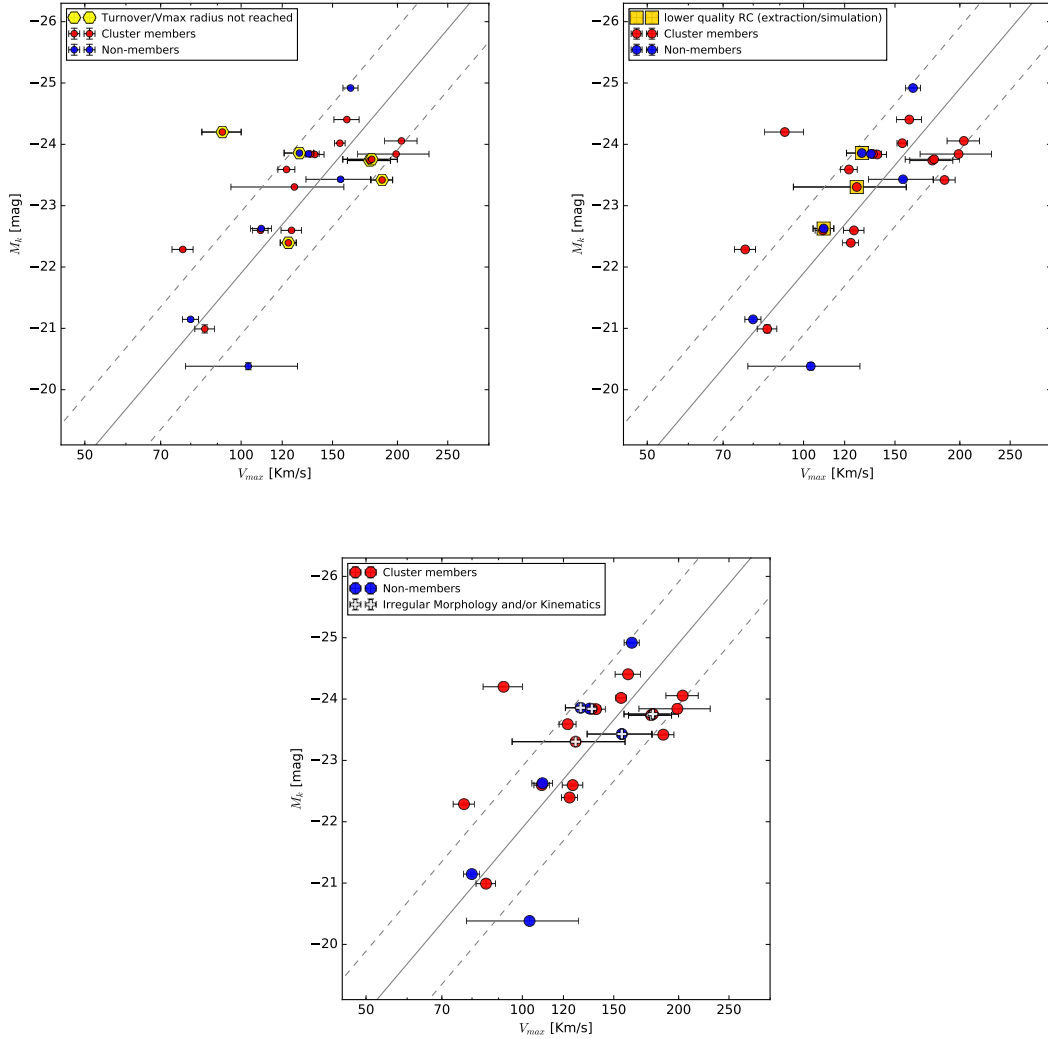 Turnover/Vmax radius not reached
Cluster members
Non-members
−26
−25
−24
−23
−22
−21
−20
M_k [mag]
50
70
100
120
150
200
250
V_max [Km/s]
lower quality RC (extraction/simulation)
Cluster members
Non-members
−26
−25
−24
−23
−22
−21
−20
M_k [mag]
50
70
100
120
150
200
250
V_max [Km/s]
Cluster members
Non-members
Irregular Morphology and/or Kinematics
−26
−25
−24
−23
−22
−21
−20
M_k [mag]
50
70
100
120
150
200
250
V_max [Km/s]